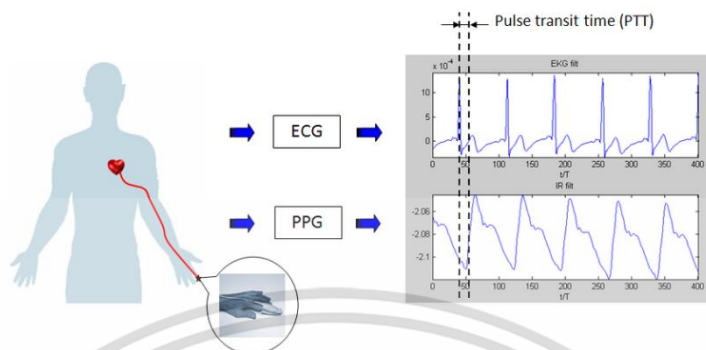 Pulse transit time (PTT)
EKG filt
x 10⁻⁴
10
5
0
0 50 100 150 200 250 300 350 400
t/T
ECG
IR filt
PPG
-2.06
-2.08
-2.1
0 50 100 150 200 250 300 350 400
t/T